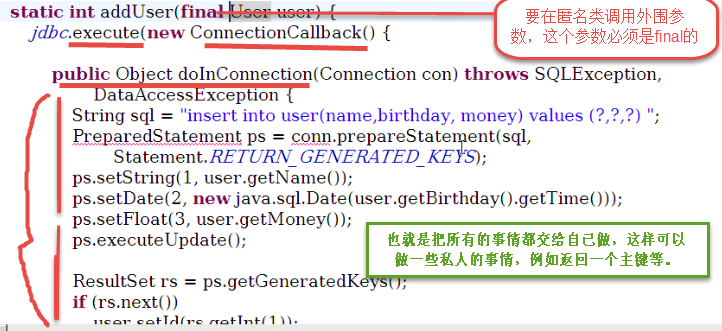 static int addUser(final User user) {
要在匿名类调用外围参
数，这个参数必须是final的
jdbc.execute(new ConnectionCallback() {
public Object doInConnection(Connection con) throws SQLException,
DataAccessException {
String sql = "insert into user(name,birthday, money) values (?,?,?) ";
PreparedStatement ps = conn.prepareStatement(sql,
Statement.RETURN_GENERATED_KEYS);
ps.setString(1, user.getName());
ps.setDate(2, new java.sql.Date(user.getBirthday().getTime()));
ps.setFloat(3, user.getMoney());
ps.executeUpdate();
也就是把所有的事情都交给自己做，这样可以
做一些私人的事情，例如返回一个主键等。
ResultSet rs = ps.getGeneratedKeys();
if (rs.next())
user.setId(rs.getInt(1));